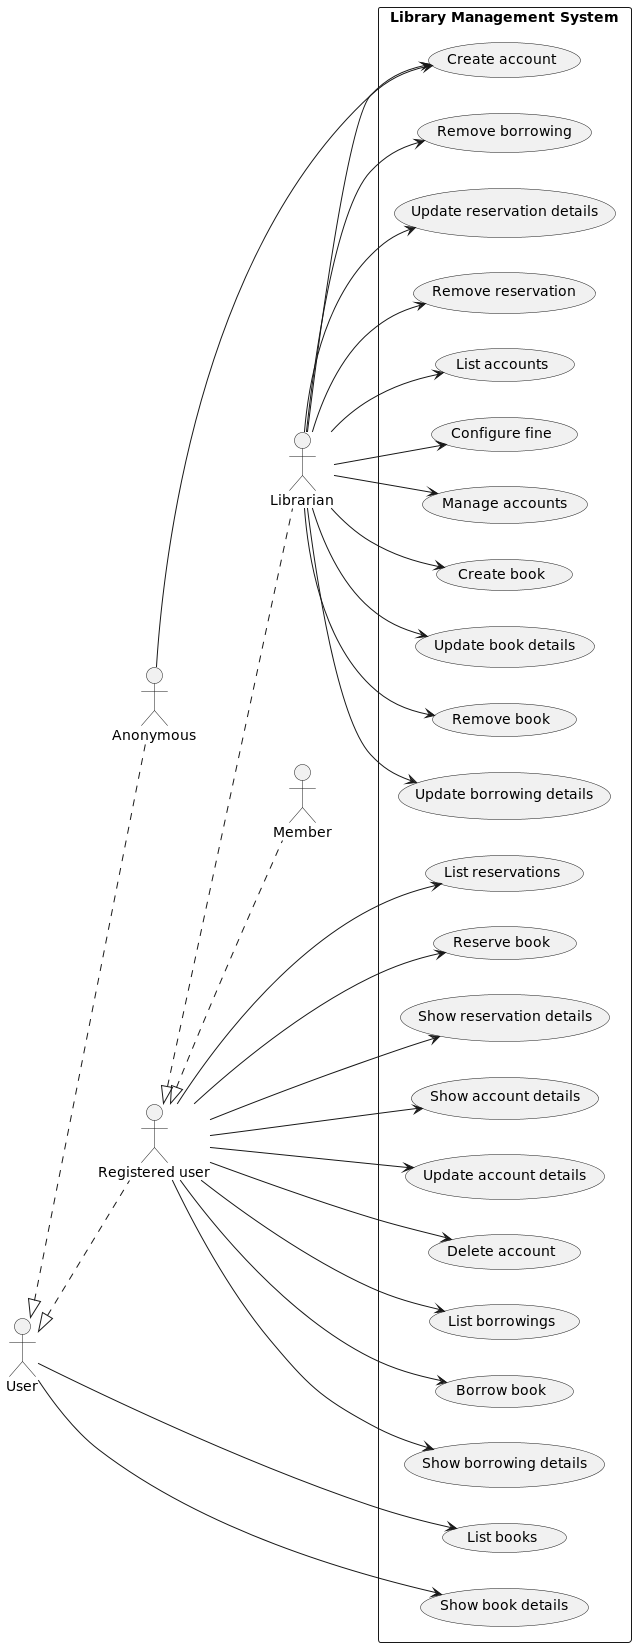 Library Management System
Create account
Remove borrowing
Update reservation details
Remove reservation
List accounts
Configure fine
Manage accounts
Librarian
Create book
Update book details
Remove book
Anonymous
Update borrowing details
Member
List reservations
Reserve book
Show reservation details
Show account details
Registered user
Update account details
Delete account
List borrowings
User
Borrow book
Show borrowing details
List books
Show book details